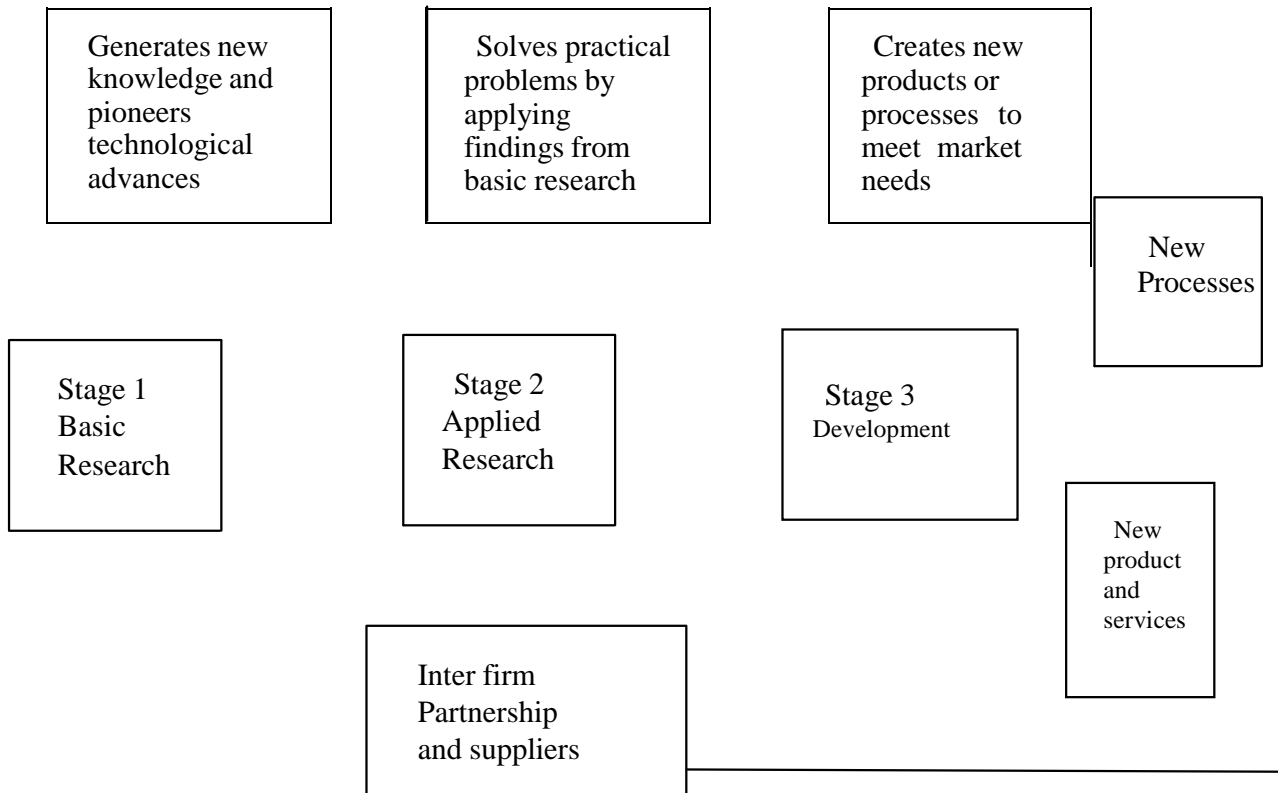 Generates new
knowledge and
pioneers
technological
advances
Solves practical
problems by
applying
findings from
basic research
Creates new
products or
processes to
meet market
needs
New
Processes
Stage 1
Basic
Research
Stage 2
Applied
Research
Stage 3
Development
New
product
and
services
Inter firm
Partnership
and suppliers